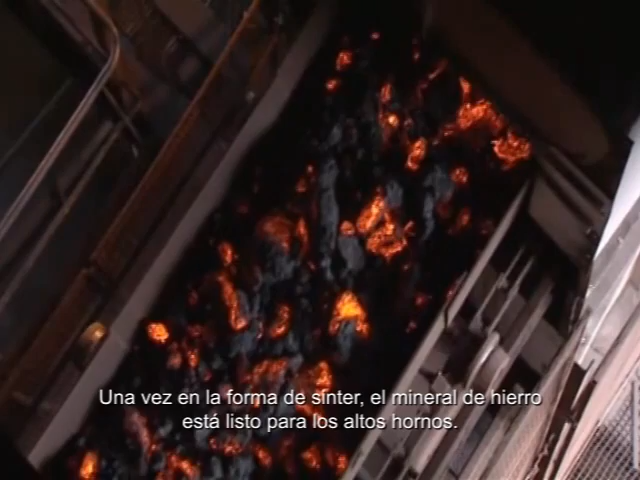 Una vez en la forma de sínter, el mineral de hierro
está listo para los altos hornos.